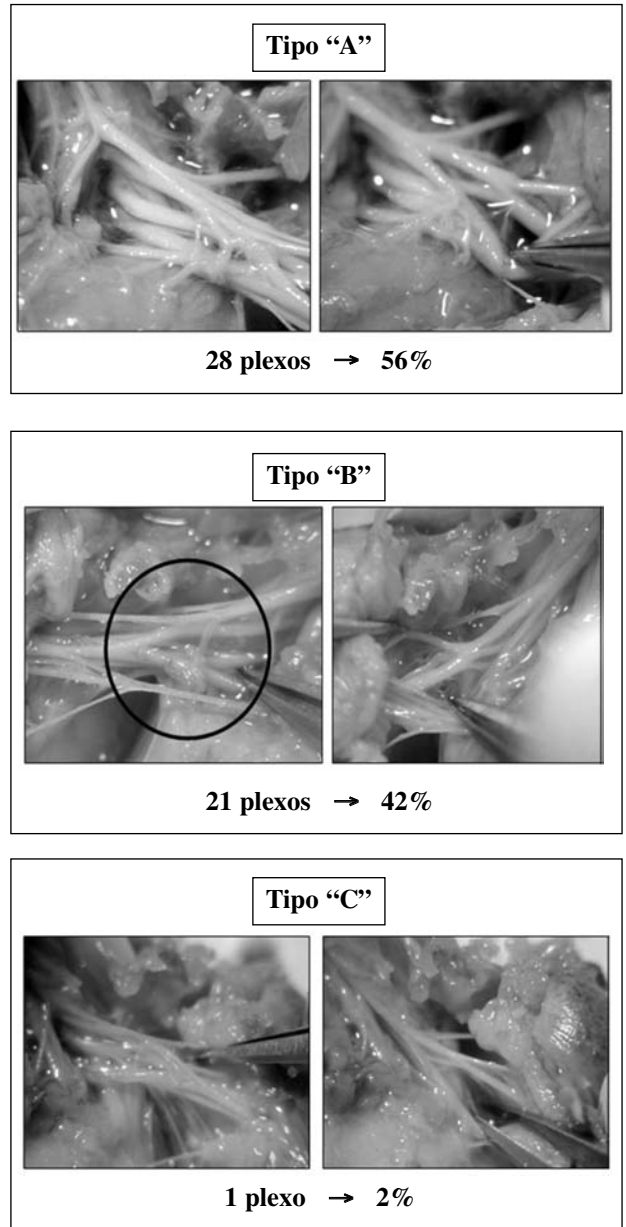 Tipo “A”
28 plexos → 56%
Tipo “B”
21 plexos → 42%
Tipo “C”
1 plexo → 2%